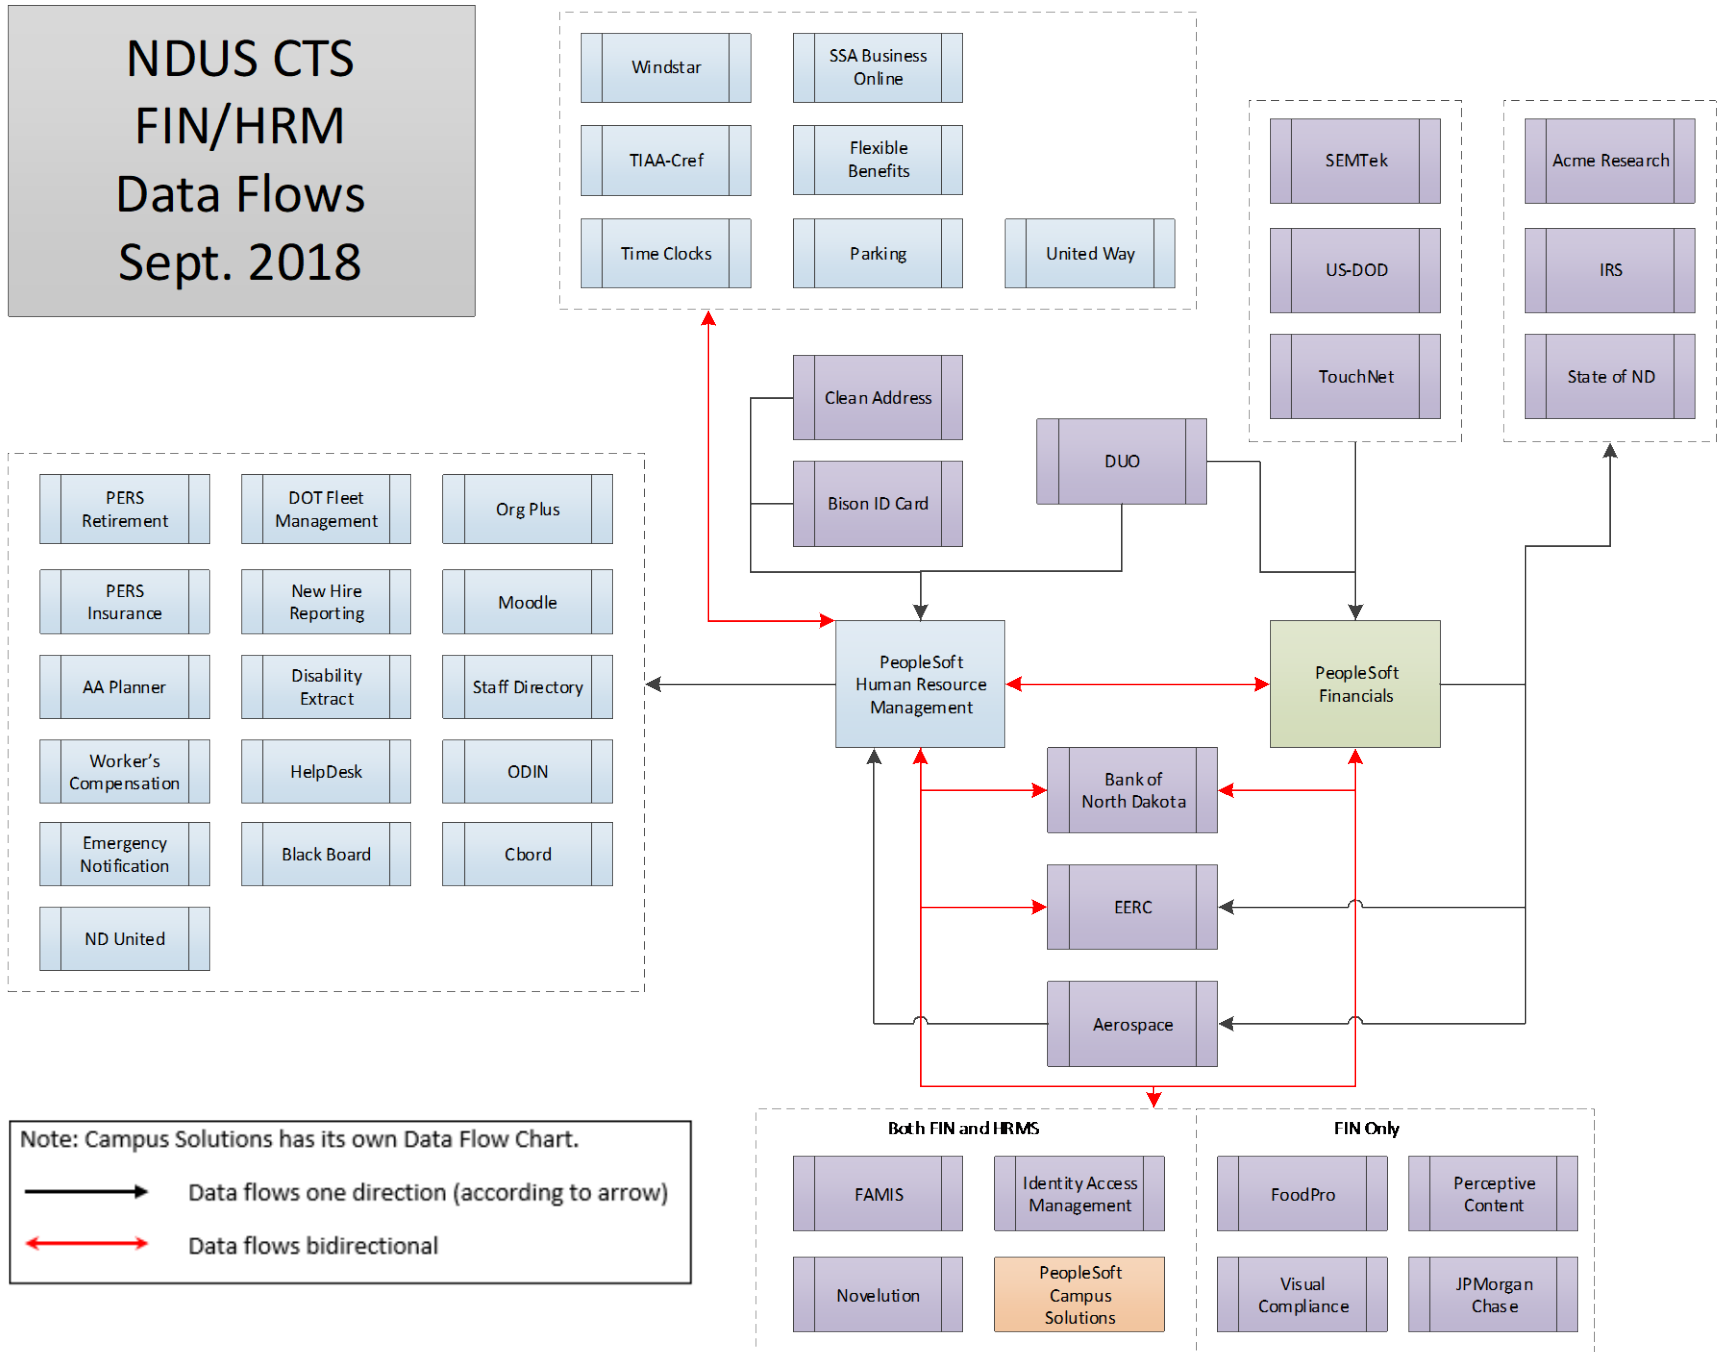 NDUS CTS
FIN/HRM
Data Flows
Sept. 2018
Windstar
SSA Business
Online
TIAA-Cref
Flexible
Benefits
Time Clocks
Parking
United Way
SEMTek
US-DOD
TouchNet
Acme Research
IRS
State of ND
Clean Address
Bison ID Card
DUO
PERS
Retirement
DOT Fleet
Management
Org Plus
PERS
Insurance
New Hire
Reporting
Moodle
AA Planner
Disability
Extract
Staff Directory
Worker's
Compensation
HelpDesk
ODIN
Emergency
Notification
Black Board
Cbord
ND United
PeopleSoft
Human Resource
Management
PeopleSoft
Financials
Bank of
North Dakota
EERC
Aerospace
Note: Campus Solutions has its own Data Flow Chart.
Data flows one direction (according to arrow)
Data flows bidirectional
Both FIN and HRMS
FAMIS
Identity Access
Management
Novelution
PeopleSoft
Campus
Solutions
FIN Only
FoodPro
Perceptive
Content
Visual
Compliance
JPMorgan
Chase